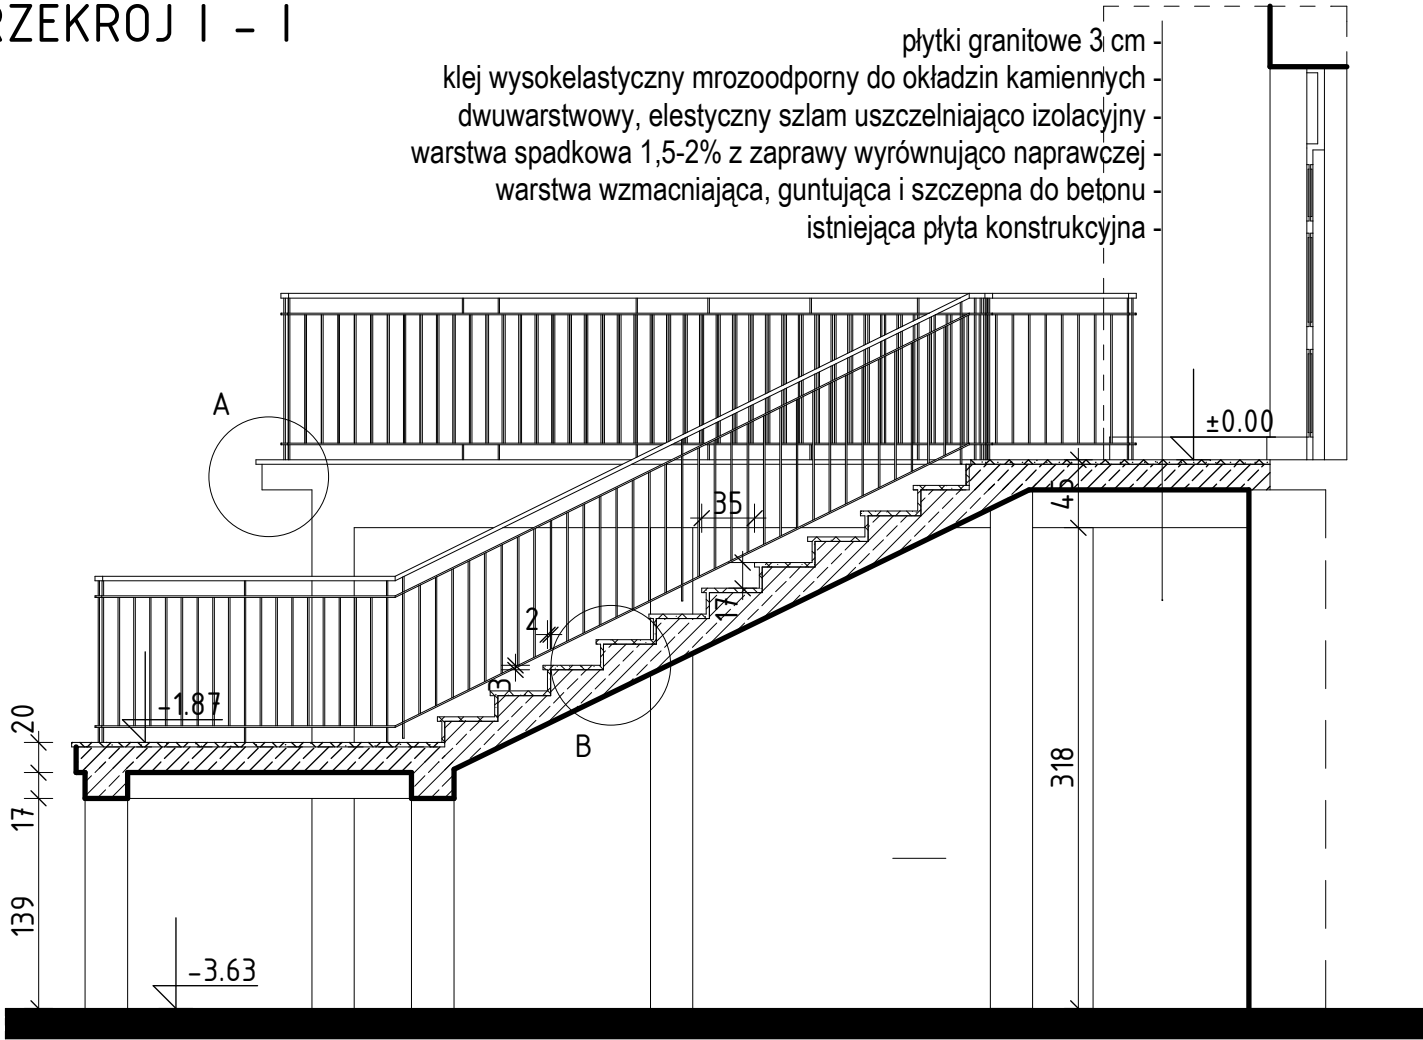 RZEKROJ I - I
płytki granitowe 3 cm -
klej wysokelastyczny mrozoodporny do okładzin kamiennych -
dwuwarstwowy, elestyczny szlam uszczelniająco izolacyjny -
warstwa spadkowa 1,5-2% z zaprawy wyrównująco naprawczej -
warstwa wzmacniająca, guntująca i szczepna do betonu -
istniejąca płyta konstrukcyjna -
A
±0.00
45
35
17
2
3
-1.87
20
B
318
17
139
-3.63